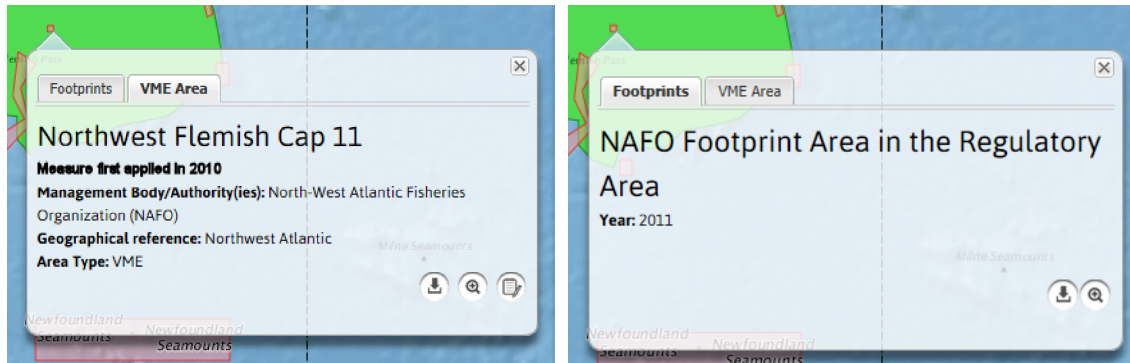 Footprints VME Area
Northwest Flemish Cap 11
Measure first applied in 2010
Management Body/Authority(ies): North-West Atlantic Fisheries
Organization (NAFO)
Geographical reference: Northwest Atlantic
Area Type: VME
Milne Seamounts
Newfoundland
Seamounts
Newfoundland
Seamounts
Footprints VME Area
NAFO Footprint Area in the Regulatory
Area
Year: 2011
Milne Seamounts
Newfoundland
Seamounts
Newfoundland
Seamounts